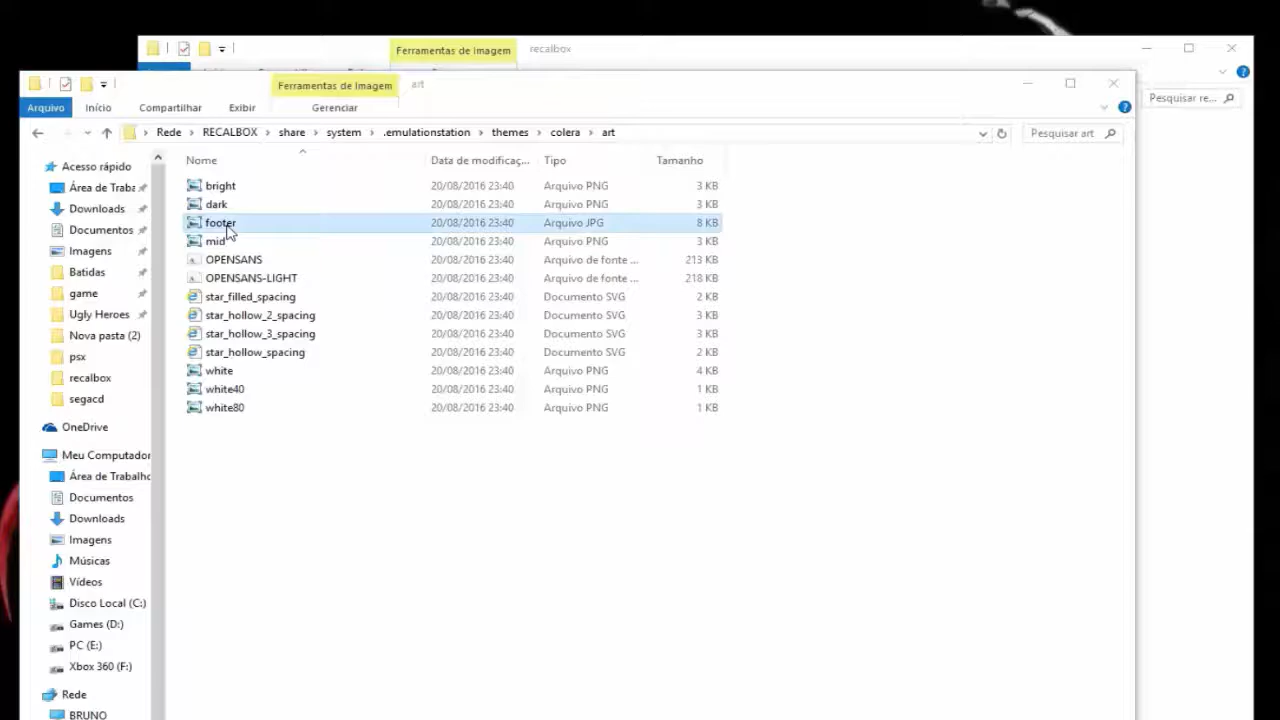 Ferramentas de Imagem recalbox
Ferramentas de Imagem art
Arquivo Início Compartilhar Exibir Gerenciar
Pesquisar re...
Rede RECALBOX share system .emulationstation themes colera art
Pesquisar art
Nome Data de modificaç... Tipo Tamanho
bright 20/08/2016 23:40 Arquivo PNG 3 KB
dark 20/08/2016 23:40 Arquivo PNG 3 KB
footer 20/08/2016 23:40 Arquivo JPG 8 KB
mid 20/08/2016 23:40 Arquivo PNG 3 KB
OPENSANS 20/08/2016 23:40 Arquivo de fonte ... 213 KB
OPENSANS-LIGHT 20/08/2016 23:40 Arquivo de fonte ... 218 KB
star_filled_spacing 20/08/2016 23:40 Documento SVG 2 KB
star_hollow_2_spacing 20/08/2016 23:40 Documento SVG 3 KB
star_hollow_3_spacing 20/08/2016 23:40 Documento SVG 3 KB
star_hollow_spacing 20/08/2016 23:40 Documento SVG 2 KB
white 20/08/2016 23:40 Arquivo PNG 4 KB
white40 20/08/2016 23:40 Arquivo PNG 1 KB
white80 20/08/2016 23:40 Arquivo PNG 1 KB
Acesso rápido
Área de Traba
Downloads
Documentos
Imagens
Batidas
game
Ugly Heroes
Nova pasta (2)
psx
recalbox
segacd
OneDrive
Meu Computador
Área de Trabalho
Documentos
Downloads
Imagens
Músicas
Vídeos
Disco Local (C:)
Games (D:)
PC (E:)
Xbox 360 (F:)
Rede
BRUNO